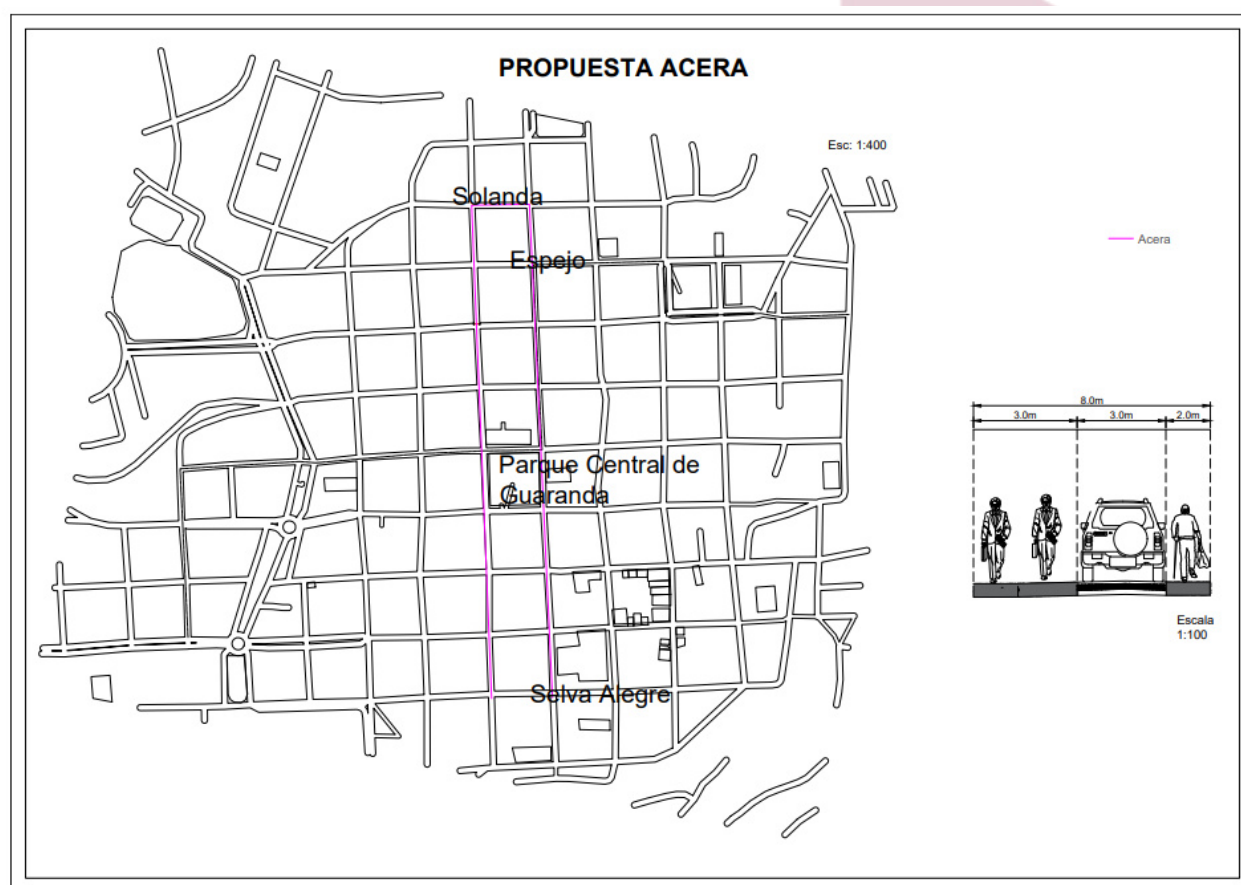 PROPUESTA ACERA
Esc: 1:400
Solanda
Acera
Espejo
8.0m
3.0m 3.0m 2.0m
Parque Central de
Guaranda
Escala
1:100
Selva Alegre